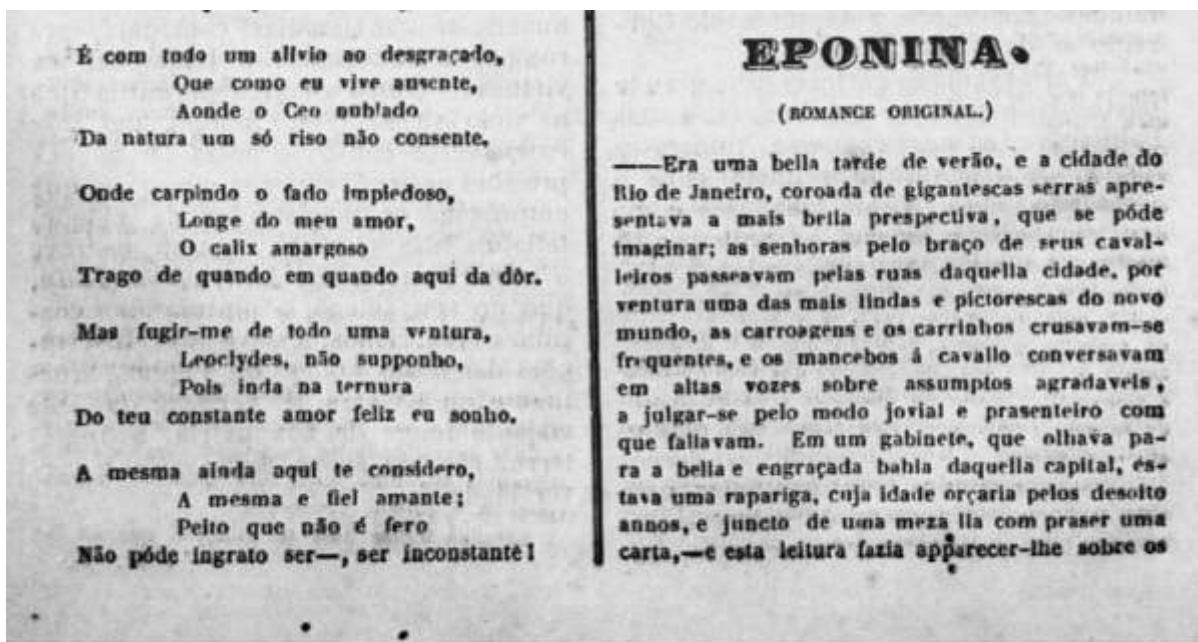 É com todo um allivio ao desgraçado,
Que como eu vive ausente,
Aonde o Ceo nublado
Da natura um só riso não consente.
Onde carpindo o fado impiedoso,
Longe do meu amor,
O calix amargoso
Trago de quando em quando aqui da dôr.
Mas fugir-me de todo uma ventura,
Leoclydes, não supponho,
Pois inda na ternura
Do teu constante amor feliz eu sonho.
A mesma ainda aqui te considero,
A mesma e fiel amante;
Peito que não é fero
Não póde ingrato ser—, ser inconstante!
EPONINA.
(ROMANCE ORIGINAL.)
——Era uma bella tarde de verão, e a cidade do
Rio de Janeiro, coroada de gigantescas serras apre-
sentava a mais bella prespectiva, que se póde
imaginar; as senhoras pelo braço de seus caval-
leiros passeavam pelas ruas daquella cidade, por
ventura uma das mais lindas e pictorescas do novo
mundo, as carroagens e os carrinhos crusavam-se
frequentes, e os mancebos á cavallo conversavam
em altas vozes sobre assumptos agradaveis,
a julgar-se pelo modo jovial e prasenteiro com
que fallavam. Em um gabinete, que olhava pa-
ra a bella e engraçada bahia daquella capital, es-
tava uma rapariga, cuja idade orçaria pelos desoito
annos, e juncto de uma meza lia com praser uma
carta,—e esta leitura fazia apparecer-lhe sobre os